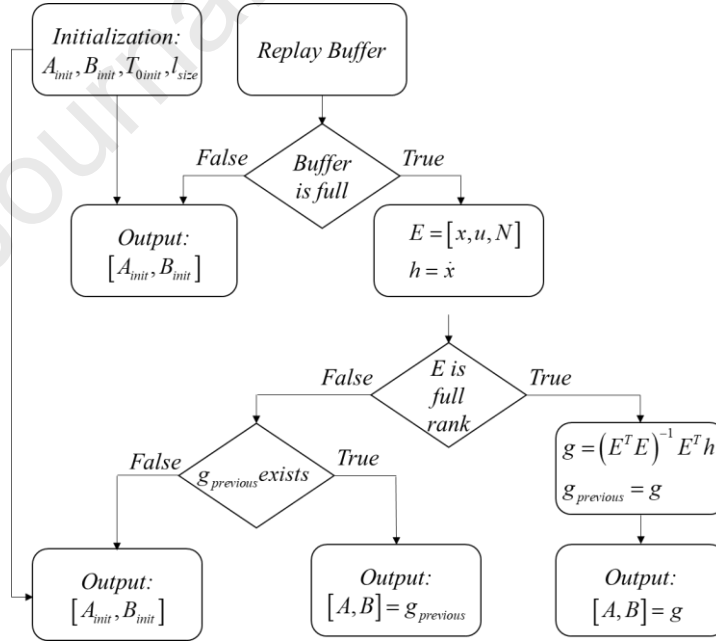 Journal
Initialization:
A_init, B_init, T_0init, l_size
Replay Buffer
False
Buffer
is full
True
Output:
[A_init, B_init]
E = [x, u, N]
h = ẋ
False
E is
full
rank
True
False
g_previous exists
True
g = (E^T E)^{-1} E^T h
g_previous = g
Output:
[A_init, B_init]
Output:
[A, B] = g_previous
Output:
[A, B] = g